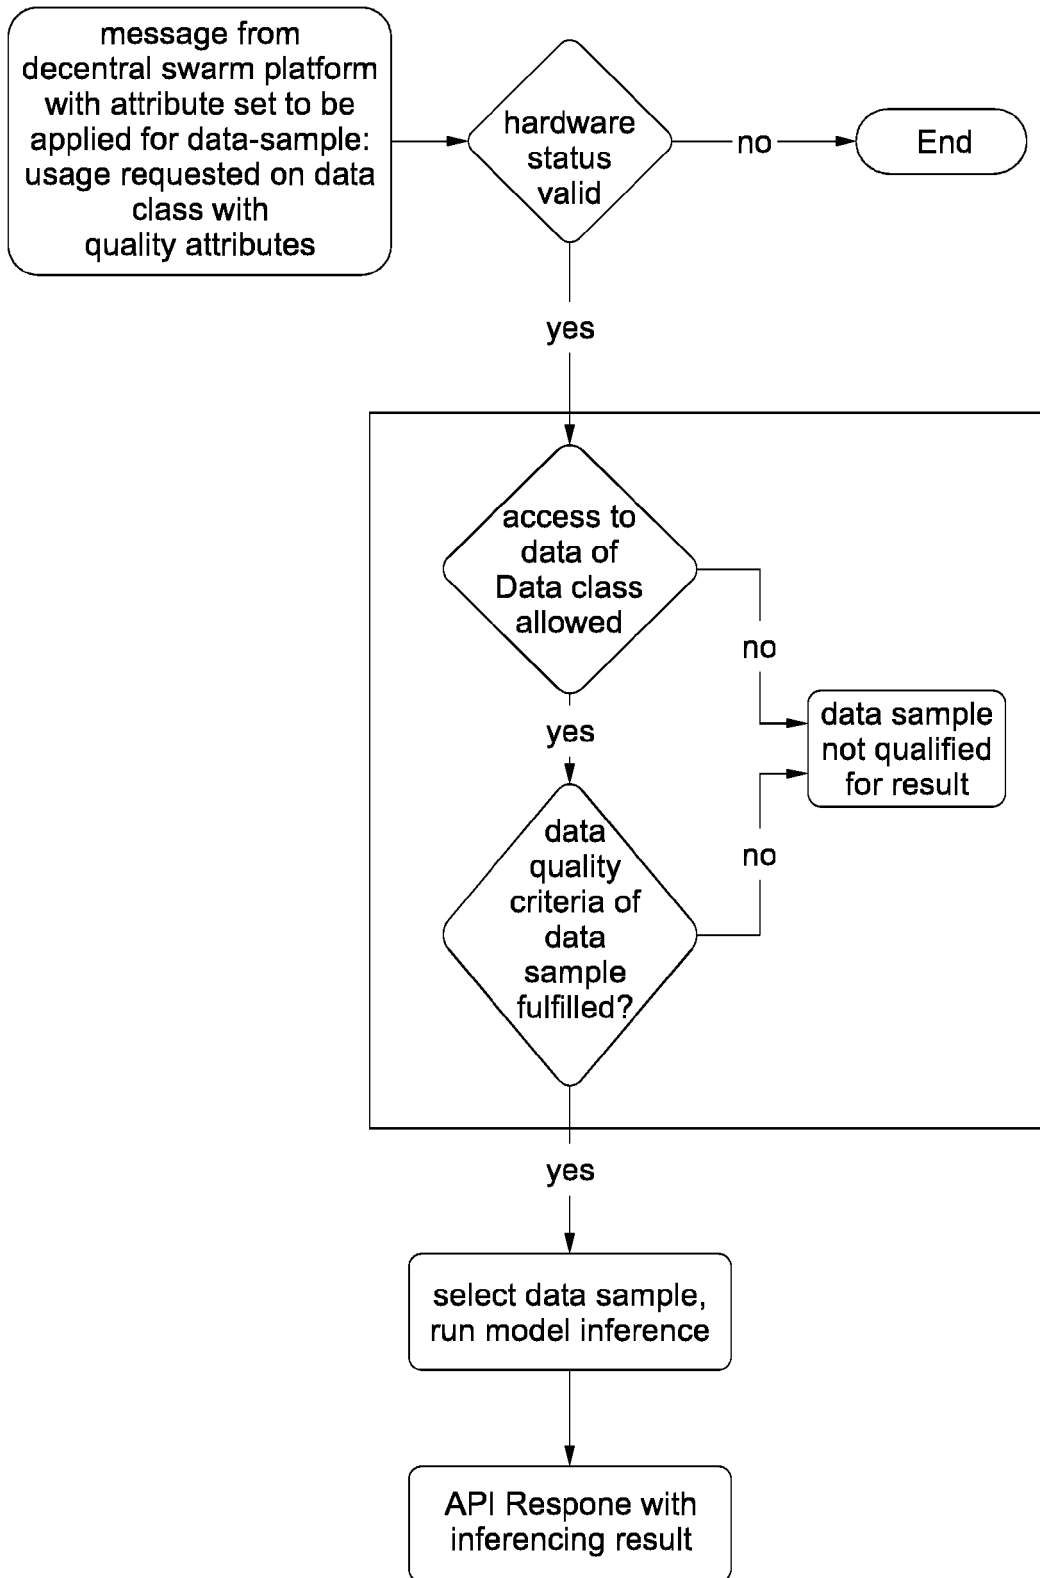 message from
decentral swarm platform
with attribute set to be
applied for data-sample:
usage requested on data
class with
quality attributes
hardware
status
valid
no
End
yes
access to
data of
Data class
allowed
no
yes
data sample
not qualified
for result
data
quality
criteria of
data
sample
fulfilled?
no
yes
select data sample,
run model inference
API Respone with
inferencing result